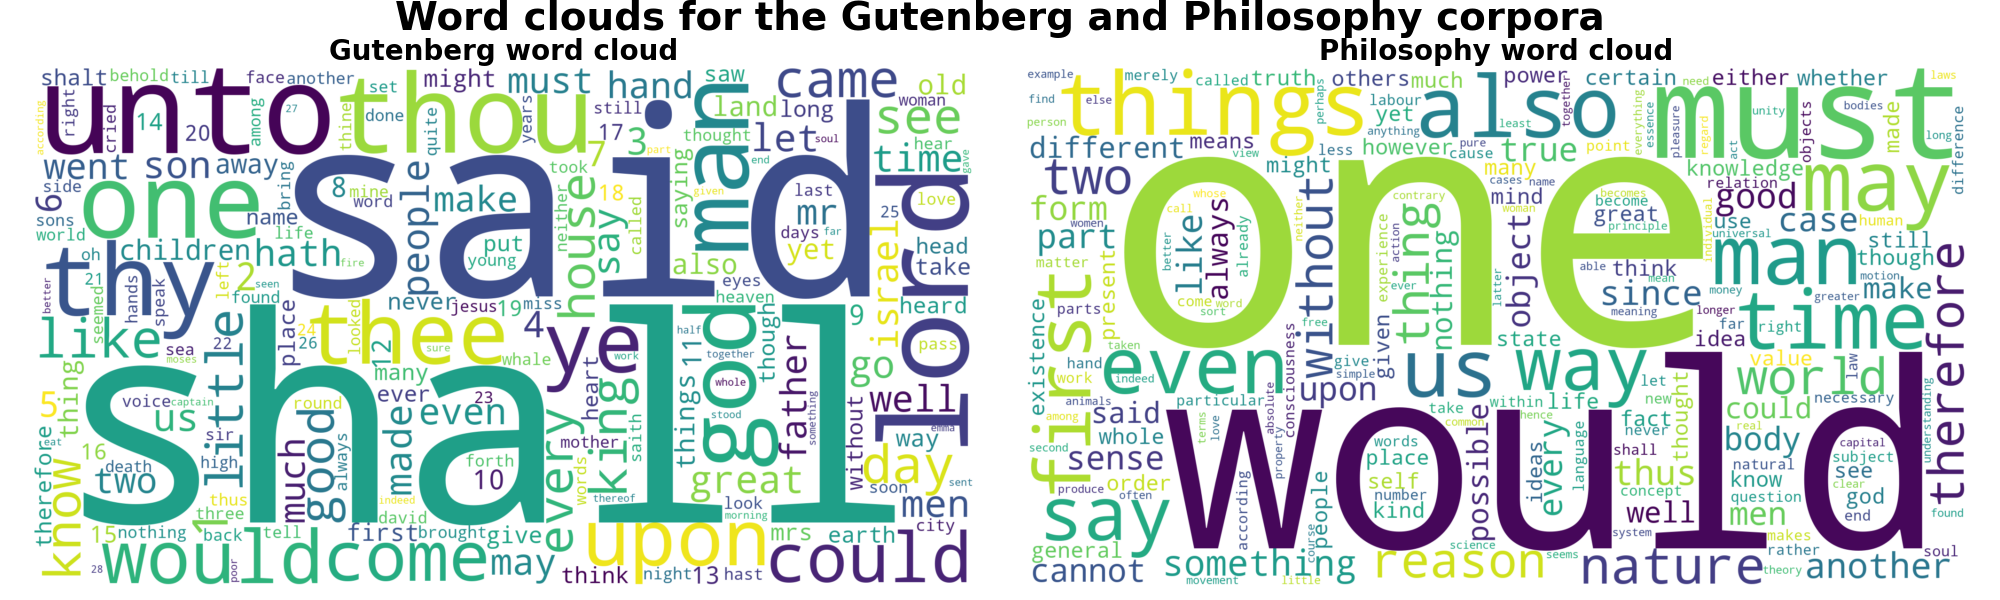 Word clouds for the Gutenberg and Philosophy corpora
Gutenberg word cloud
shalt behold till face another set might must hand saw came old
according right unto thou man land long woman see
cried 14 20 among 27 thine done quite years still 17 3 thought let soul hear
went son away bring 7 took saying end time gave
6 side 8 mine word people make house say 18 called given part last mr 25 love lord
sons world one name life said neither days far
oh children hath fire put young also yet israel head take
thy 21 hands speak left 2 seen found never jesus 19 miss eyes heaven heard
better seemed like 22 little place 24 26 looked thee sure 4 ye half god though 9 pass
sea moses 12 many whale heart work king 11 together father go
5 thing voice captain us round ever 23 even every whole things stood something well emma
therefore eat 16 sir high much good always made mother saith without way
know death two forth 10 words thereof great look day soon sent men
thus three shall indeed david morning city
15 nothing 1 back tell first brought give upon mrs earth
28 would poor come may think night 13 hast could
Philosophy word cloud
example merely called truth others much power certain either whether need laws
find else things perhaps labour yet also together must
person anything least everything essence unity pleasure regard act bodies objects made long difference
different means view less however pure cause true point knowledge
two might many relation good may
form whose call one neither contrary cases name mind woman becomes become great principle individual use universal case human
part women like always better already experience action thing nothing object man still though
matter present without ever latter able think mean since money motion make
first come word sort free given meaning longer greater time therefore
existence parts taken hand even consciousness give simple state idea far right
work indeed us way value law
animals particular upon within life let new world necessary understanding
among said take hence fact never thought could
second whole terms love absolute common possible language real body
sense would words place ideas every shall thus capital subject
produce order often property self concept natural see clear
say according number kind well know question god end found
general course people system men makes
cannot something science reason seems nature rather another soul
movement little theory